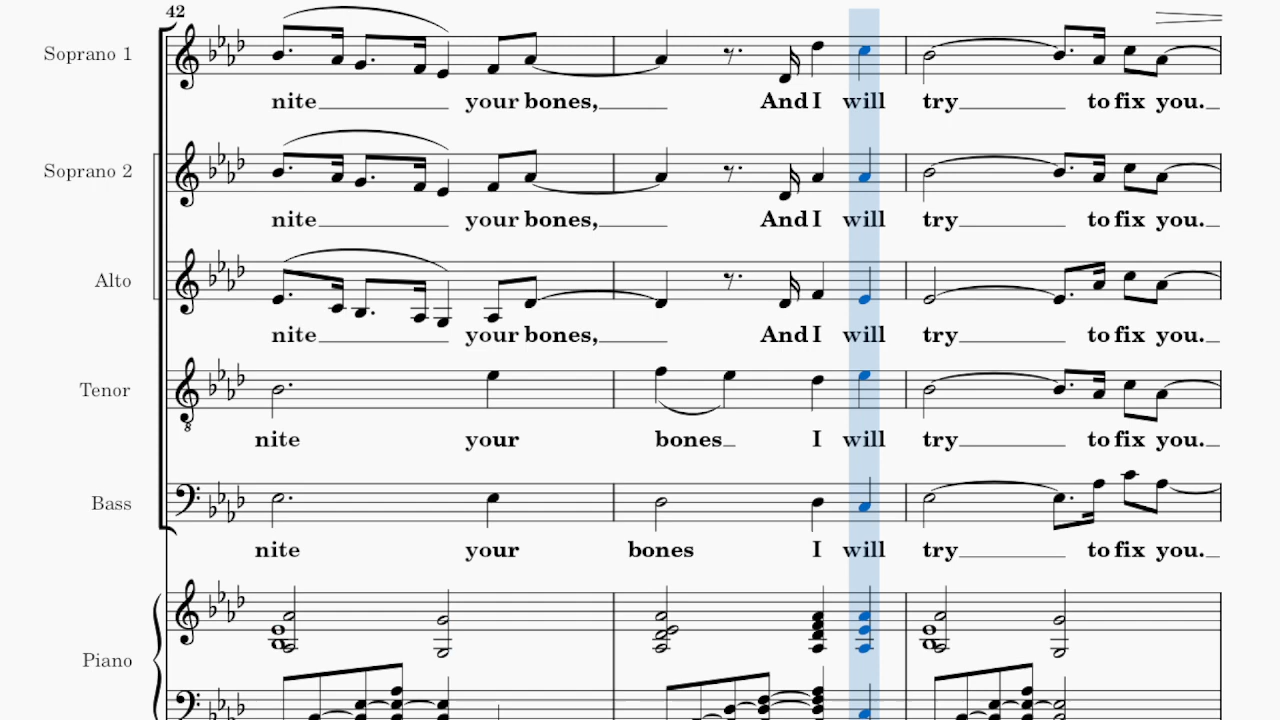 42
Soprano 1
nite your bones, And I will try to fix you.
Soprano 2
nite your bones, And I will try to fix you.
Alto
nite your bones, And I will try to fix you.
Tenor
nite your bones I will try to fix you.
Bass
nite your bones I will try to fix you.
Piano